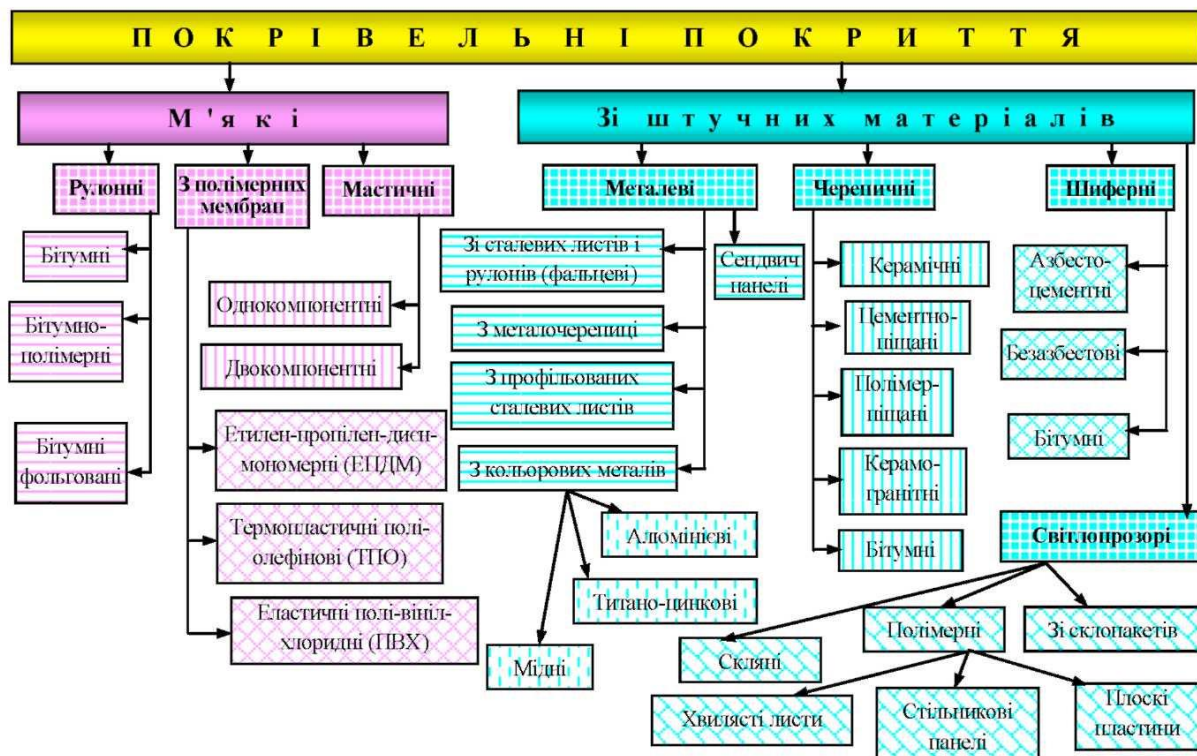 ПОКРІВЕЛЬНІ ПОКРИТТЯ
М'які
Зі штучних матеріалів
Рулонні
З полімерних
мембран
Мастичні
Металеві
Черепичні
Шиферні
Бітумні
Бітумно-
полімерні
Бітумні
фольговані
Однокомпонентні
Двокомпонентні
Етилен-пропілен-дієн-
мономерні (ЕПДМ)
Термопластичні полі-
олефінові (ТПО)
Еластичні полі-вініл-
хлоридні (ПВХ)
Зі сталевих листів і
рулонів (фальцеві)
Сендвич
панелі
З металочерепиці
З профільованих
сталевих листів
З кольорових металів
Алюмінієві
Титано-цинкові
Мідні
Керамічні
Цементно-
піщані
Полімер-
піщані
Керамо-
гранітні
Бітумні
Азбесто-
цементні
Безазбестові
Бітумні
Світлопрозорі
Скляні
Полімерні
Зі склопакетів
Хвилясті листи
Стільникові
панелі
Плоскі
пластини